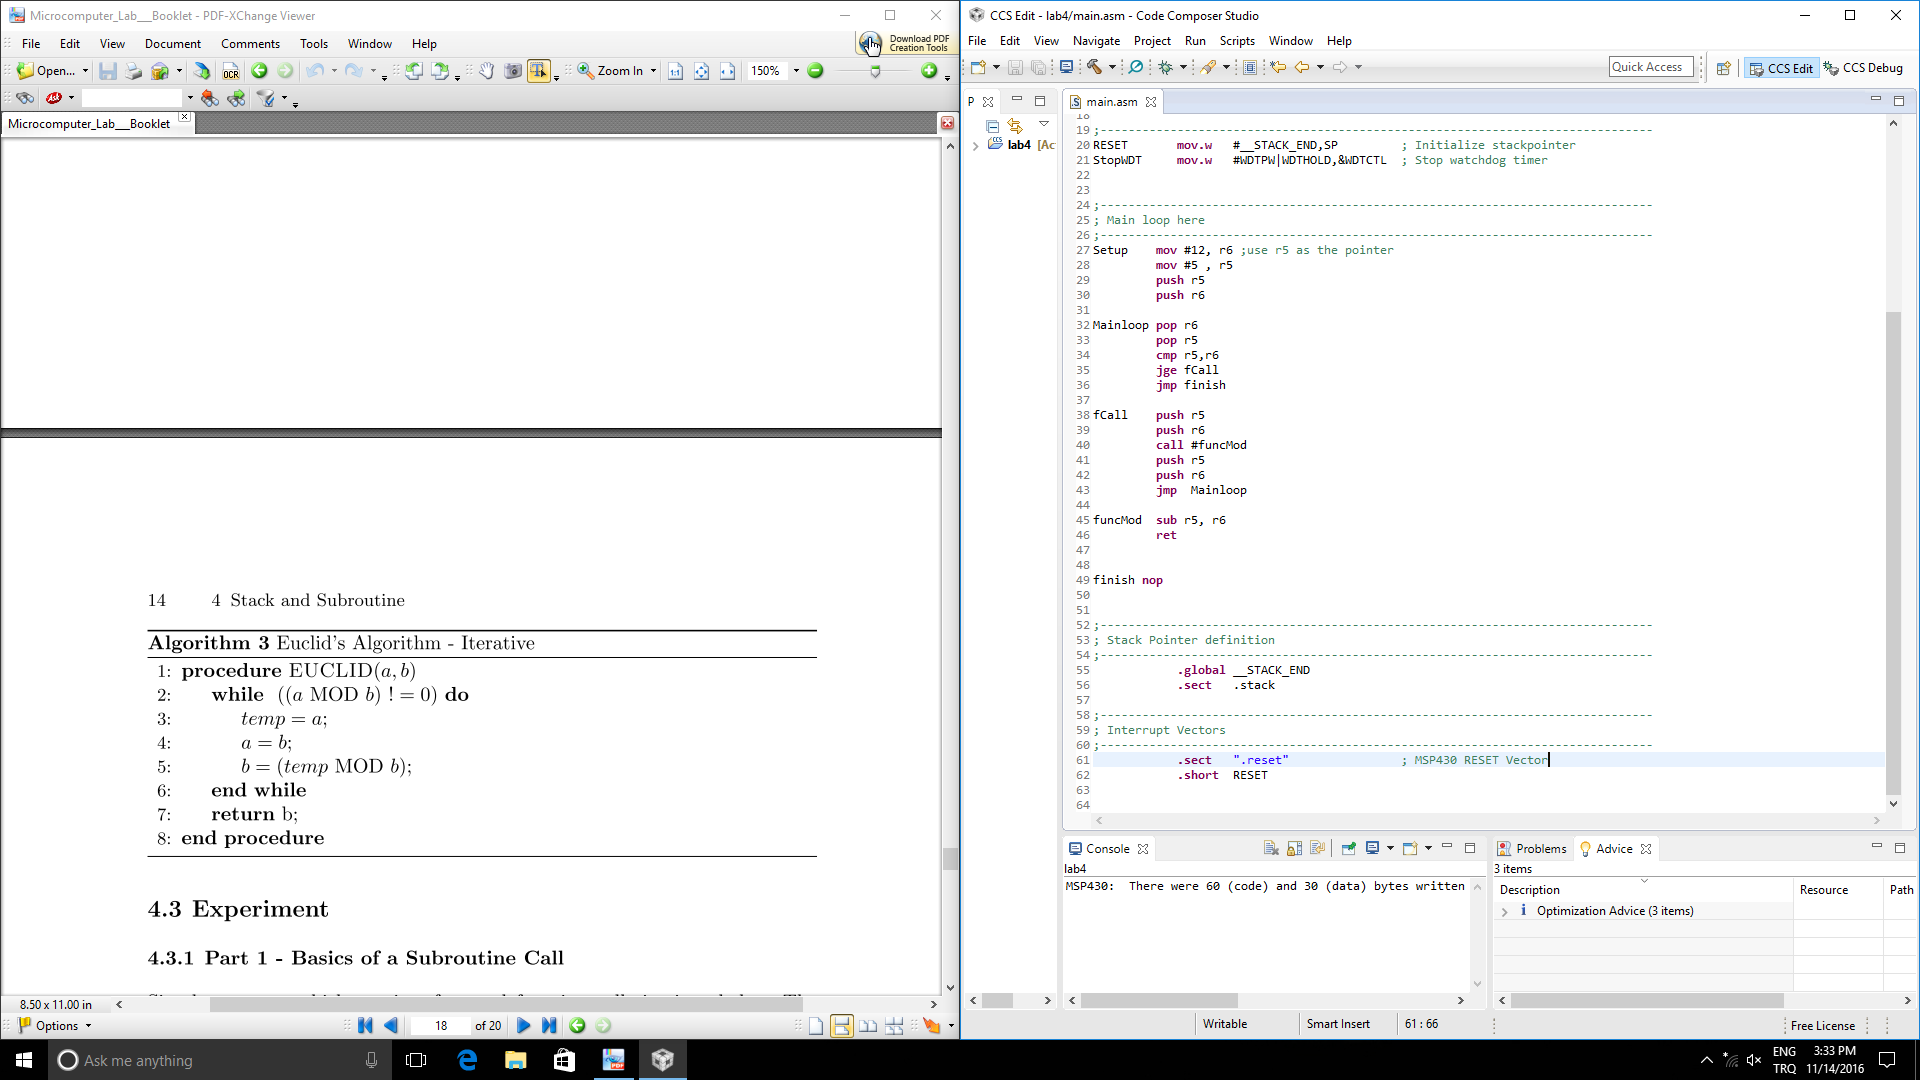 Microcomputer_Lab___Booklet - PDF-XChange Viewer
File Edit View Document Comments Tools Window Help
Download PDF
Creation Tools
Open...
OCR
Zoom In
150%
Ask
Microcomputer_Lab___Booklet
14 4 Stack and Subroutine
Algorithm 3 Euclid's Algorithm - Iterative
1: procedure EUCLID(a, b)
2: while ((a MOD b) ! = 0) do
3: temp = a;
4: a = b;
5: b = (temp MOD b);
6: end while
7: return b;
8: end procedure
4.3 Experiment
4.3.1 Part 1 - Basics of a Subroutine Call
8.50 x 11.00 in
Options
18 of 20
CCS Edit - lab4/main.asm - Code Composer Studio
File Edit View Navigate Project Run Scripts Window Help
Quick Access
CCS Edit
CCS Debug
P
lab4 [Ac
main.asm
18
19 ;-------------------------------------------------------------------------------
20 RESET mov.w #__STACK_END,SP ; Initialize stackpointer
21 StopWDT mov.w #WDTPW|WDTHOLD,&WDTCTL ; Stop watchdog timer
22
23
24 ;-------------------------------------------------------------------------------
25 ; Main loop here
26 ;-------------------------------------------------------------------------------
27 Setup mov #12, r6 ;use r5 as the pointer
28 mov #5 , r5
29 push r5
30 push r6
31
32 Mainloop pop r6
33 pop r5
34 cmp r5,r6
35 jge fCall
36 jmp finish
37
38 fCall push r5
39 push r6
40 call #funcMod
41 push r5
42 push r6
43 jmp Mainloop
44
45 funcMod sub r5, r6
46 ret
47
48
49 finish nop
50
51
52 ;-------------------------------------------------------------------------------
53 ; Stack Pointer definition
54 ;-------------------------------------------------------------------------------
55 .global __STACK_END
56 .sect .stack
57
58 ;-------------------------------------------------------------------------------
59 ; Interrupt Vectors
60 ;-------------------------------------------------------------------------------
61 .sect ".reset" ; MSP430 RESET Vector
62 .short RESET
63
64
Console
lab4
MSP430: There were 60 (code) and 30 (data) bytes written
Problems
Advice
3 items
Description Resource Path
Optimization Advice (3 items)
Writable
Smart Insert
61 : 66
Free License
Ask me anything
ENG
TRQ
3:33 PM
11/14/2016